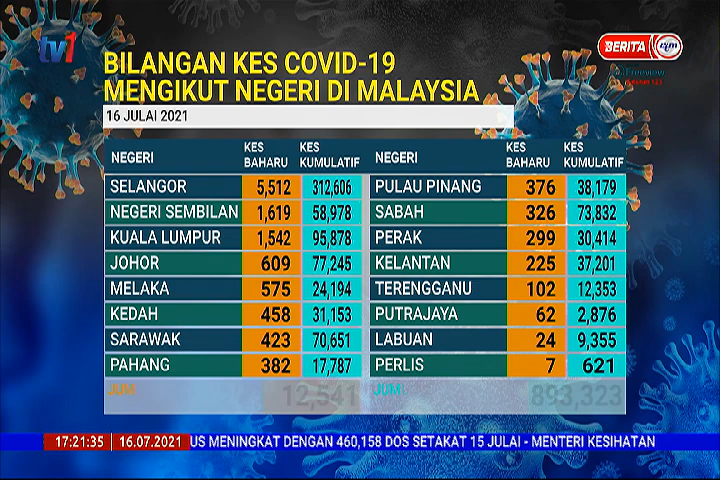 tv1
BERITA rtm
BILANGAN KES COVID-19
MENGIKUT NEGERI DI MALAYSIA
16 JULAI 2021
NEGERI KES BAHARU KES KUMULATIF NEGERI KES BAHARU KES KUMULATIF
SELANGOR 5,512 312,606 PULAU PINANG 376 38,179
NEGERI SEMBILAN 1,619 58,978 SABAH 326 73,832
KUALA LUMPUR 1,542 95,878 PERAK 299 30,414
JOHOR 609 77,245 KELANTAN 225 37,201
MELAKA 575 24,194 TERENGGANU 102 12,353
KEDAH 458 31,153 PUTRAJAYA 62 2,876
SARAWAK 423 70,651 LABUAN 24 9,355
PAHANG 382 17,787 PERLIS 7 621
JUM 12,541 JUM 893,323
17:21:35 16.07.2021 US MENINGKAT DENGAN 460,158 DOS SETAKAT 15 JULAI - MENTERI KESIHATAN